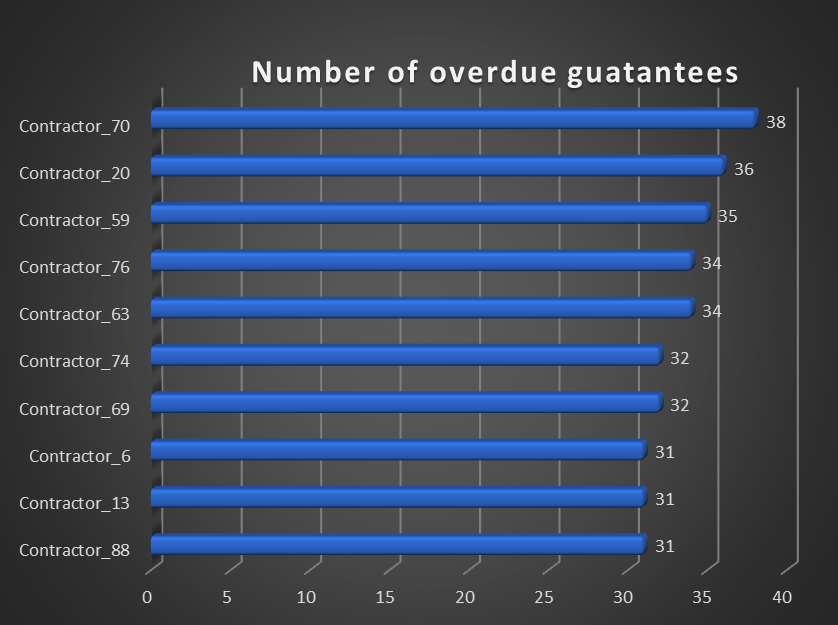 Number of overdue guatantees
Contractor_70 38
Contractor_20 36
Contractor_59 35
Contractor_76 34
Contractor_63 34
Contractor_74 32
Contractor_69 32
Contractor_6 31
Contractor_13 31
Contractor_88 31
0 5 10 15 20 25 30 35 40